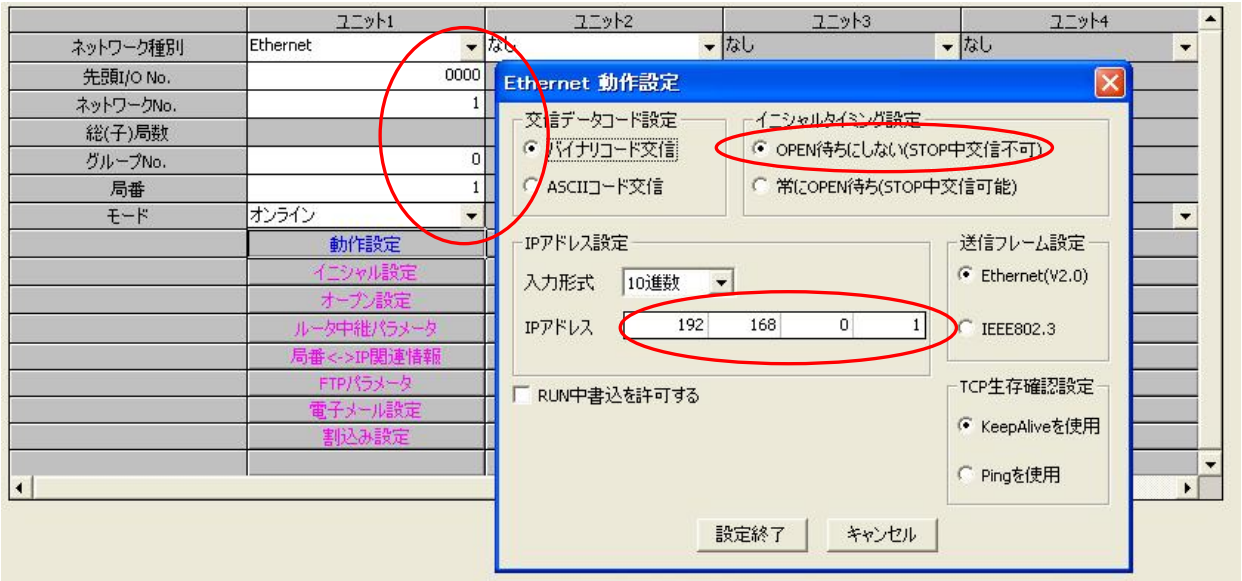 ユニット1 ユニット2 ユニット3 ユニット4
ネットワーク種別 Ethernet なし なし なし
先頭I/O No. 0000
ネットワークNo. 1
総(子)局数
グループNo. 0
局番 1
モード オンライン
動作設定
イニシャル設定
オープン設定
ルータ中継パラメータ
局番<->IP関連情報
FTPパラメータ
電子メール設定
割込み設定
Ethernet 動作設定
交信データコード設定
バイナリコード交信
ASCIIコード交信
イニシャルタイミング設定
OPEN待ちにしない(STOP中交信不可)
常にOPEN待ち(STOP中交信可能)
IPアドレス設定
入力形式 10進数
IPアドレス 192 168 0 1
送信フレーム設定
Ethernet(V2.0)
IEEE802.3
RUN中書込を許可する
TCP生存確認設定
KeepAliveを使用
Pingを使用
設定終了 キャンセル